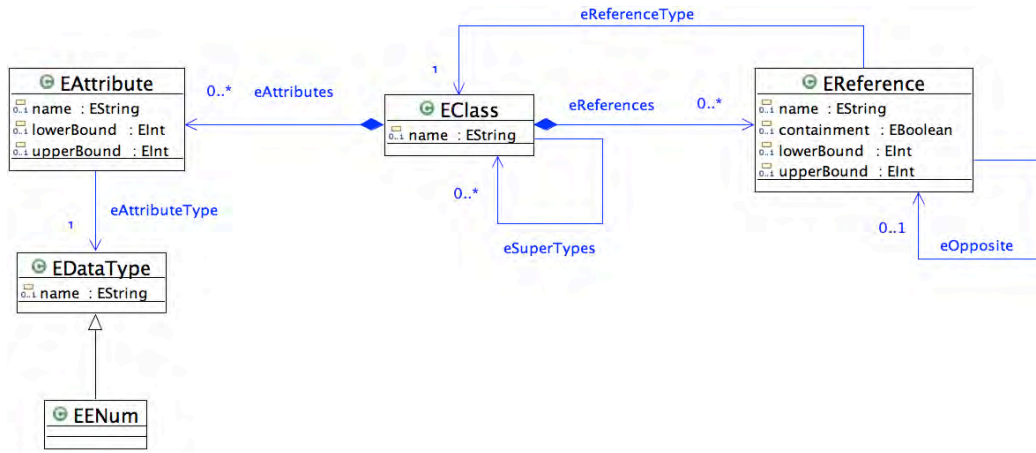 eReferenceType
1
EAttribute
0..1 name : EString
0..1 lowerBound : EInt
0..1 upperBound : EInt
0..* eAttributes
EClass
0..1 name : EString
eReferences 0..*
EReference
0..1 name : EString
0..1 containment : EBoolean
0..1 lowerBound : EInt
0..1 upperBound : EInt
0..*
eSuperTypes
0..1
eOpposite
eAttributeType
1
EDataType
0..1 name : EString
EENum